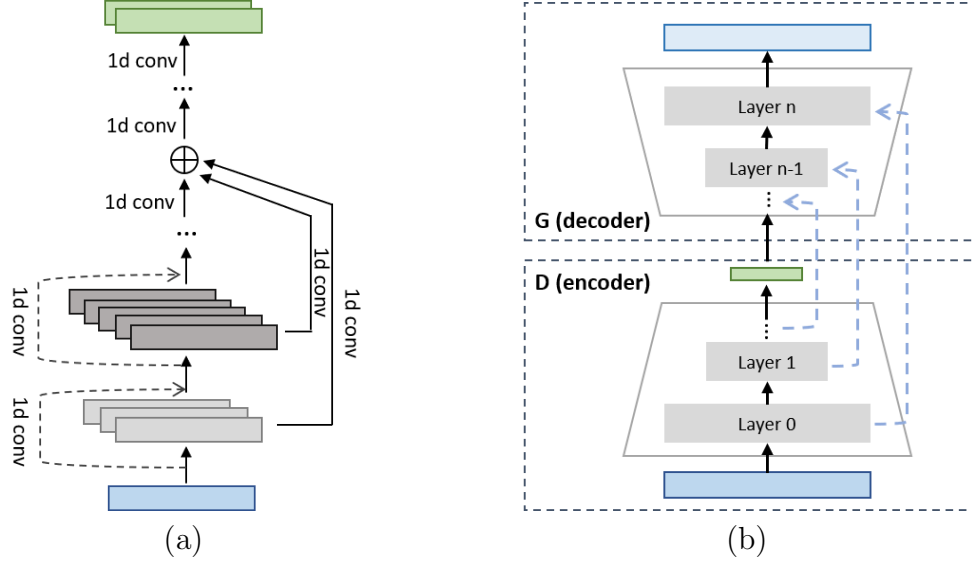 1d conv
...
1d conv
1d conv
...
1d conv
1d conv
1d conv
1d conv
(a)
Layer n
Layer n-1
...
G (decoder)
D (encoder)
...
Layer 1
Layer 0
(b)